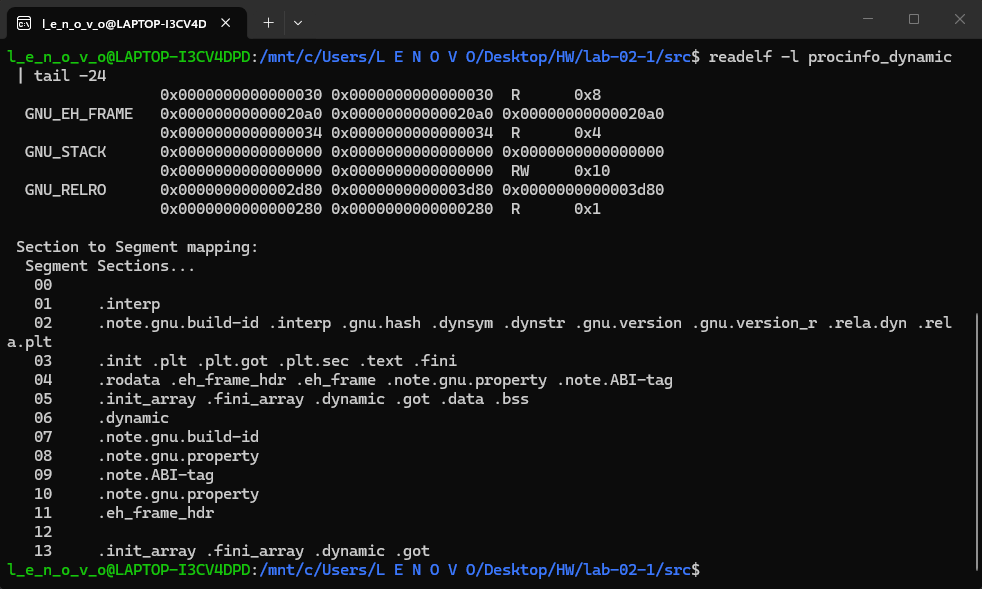 l_e_n_o_v_o@LAPTOP-I3CV4D
l_e_n_o_v_o@LAPTOP-I3CV4DPD:/mnt/c/Users/L E N O V O/Desktop/HW/lab-02-1/src$ readelf -l procinfo_dynamic
| tail -24
0x0000000000000030 0x0000000000000030 R 0x8
GNU_EH_FRAME 0x00000000000020a0 0x00000000000020a0 0x00000000000020a0
0x0000000000000034 0x0000000000000034 R 0x4
GNU_STACK 0x0000000000000000 0x0000000000000000 0x0000000000000000
0x0000000000000000 0x0000000000000000 RW 0x10
GNU_RELRO 0x0000000000002d80 0x0000000000003d80 0x0000000000003d80
0x0000000000000280 0x0000000000000280 R 0x1
Section to Segment mapping:
Segment Sections...
00
01 .interp
02 .note.gnu.build-id .interp .gnu.hash .dynsym .dynstr .gnu.version .gnu.version_r .rela.dyn .rel
a.plt
03 .init .plt .plt.got .plt.sec .text .fini
04 .rodata .eh_frame_hdr .eh_frame .note.gnu.property .note.ABI-tag
05 .init_array .fini_array .dynamic .got .data .bss
06 .dynamic
07 .note.gnu.build-id
08 .note.gnu.property
09 .note.ABI-tag
10 .note.gnu.property
11 .eh_frame_hdr
12
13 .init_array .fini_array .dynamic .got
l_e_n_o_v_o@LAPTOP-I3CV4DPD:/mnt/c/Users/L E N O V O/Desktop/HW/lab-02-1/src$